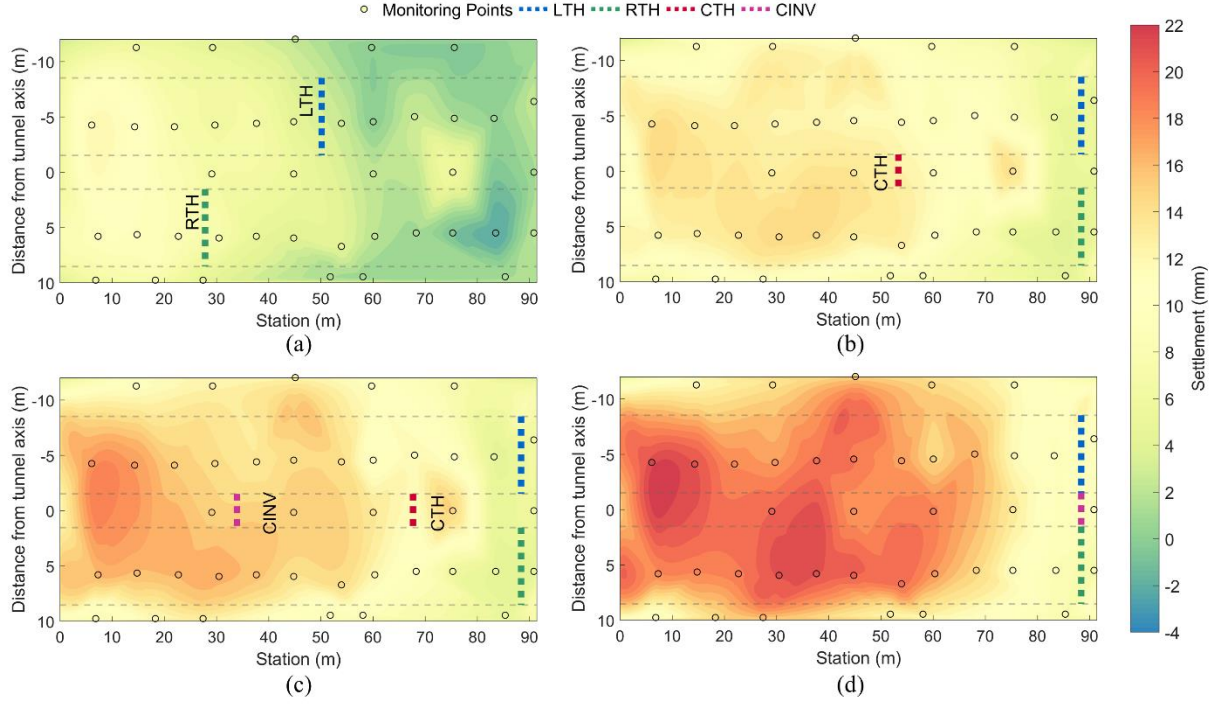 Monitoring Points LTH RTH CTH CINV
Distance from tunnel axis (m)
-10
-5
0
5
10
LTH
RTH
0 10 20 30 40 50 60 70 80 90
Station (m)
(a)
Distance from tunnel axis (m)
-10
-5
0
5
10
CTH
0 10 20 30 40 50 60 70 80 90
Station (m)
(b)
Distance from tunnel axis (m)
-10
-5
0
5
10
CINV
CTH
0 10 20 30 40 50 60 70 80 90
Station (m)
(c)
Distance from tunnel axis (m)
-10
-5
0
5
10
0 10 20 30 40 50 60 70 80 90
Station (m)
(d)
22
20
18
16
14
12
10
8
6
4
2
0
-2
-4
Settlement (mm)